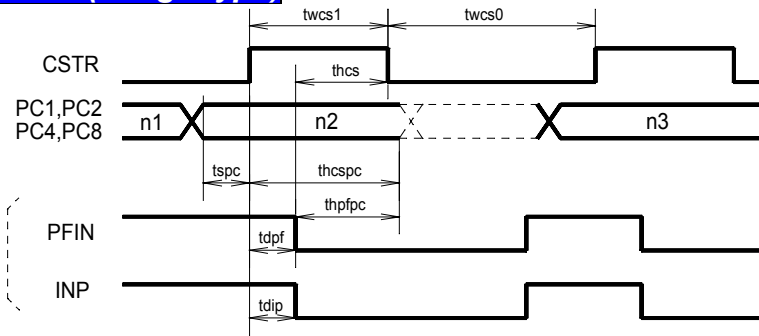 twcs1 twcs0
CSTR
thcs
PC1,PC2
PC4,PC8
n1 n2 n3
tspc thcspc
thpfpc
PFIN
tdpf
INP
tdip